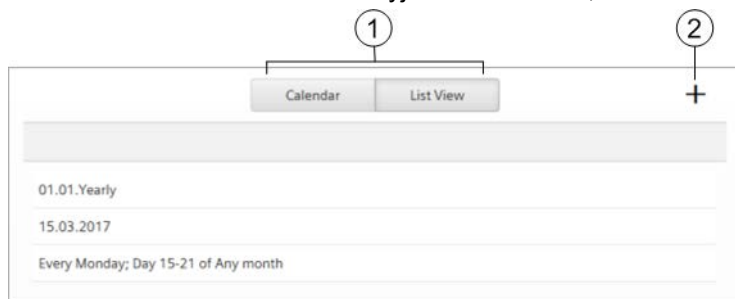 1 2
Calendar List View +
01.01.Yearly
15.03.2017
Every Monday; Day 15-21 of Any month